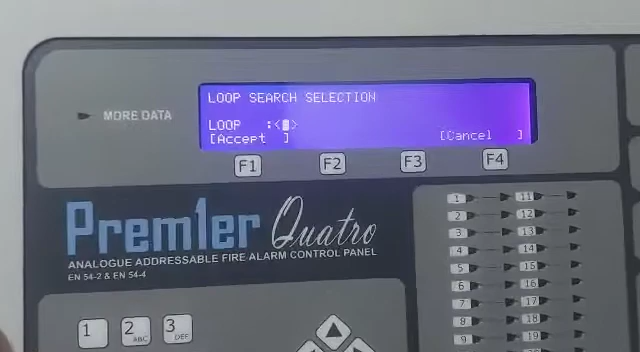 LOOP SEARCH SELECTION
MORE DATA
LOOP :< >
[Accept ] [Cancel ]
F1 F2 F3 F4
Prem1er Quatro
ANALOGUE ADDRESSABLE FIRE ALARM CONTROL PANEL
EN 54-2 & EN 54-4
1 11
2 12
3 13
4 14
5 15
6 16
7 17
8 18
9 19
1 2 ABC 3 DEF